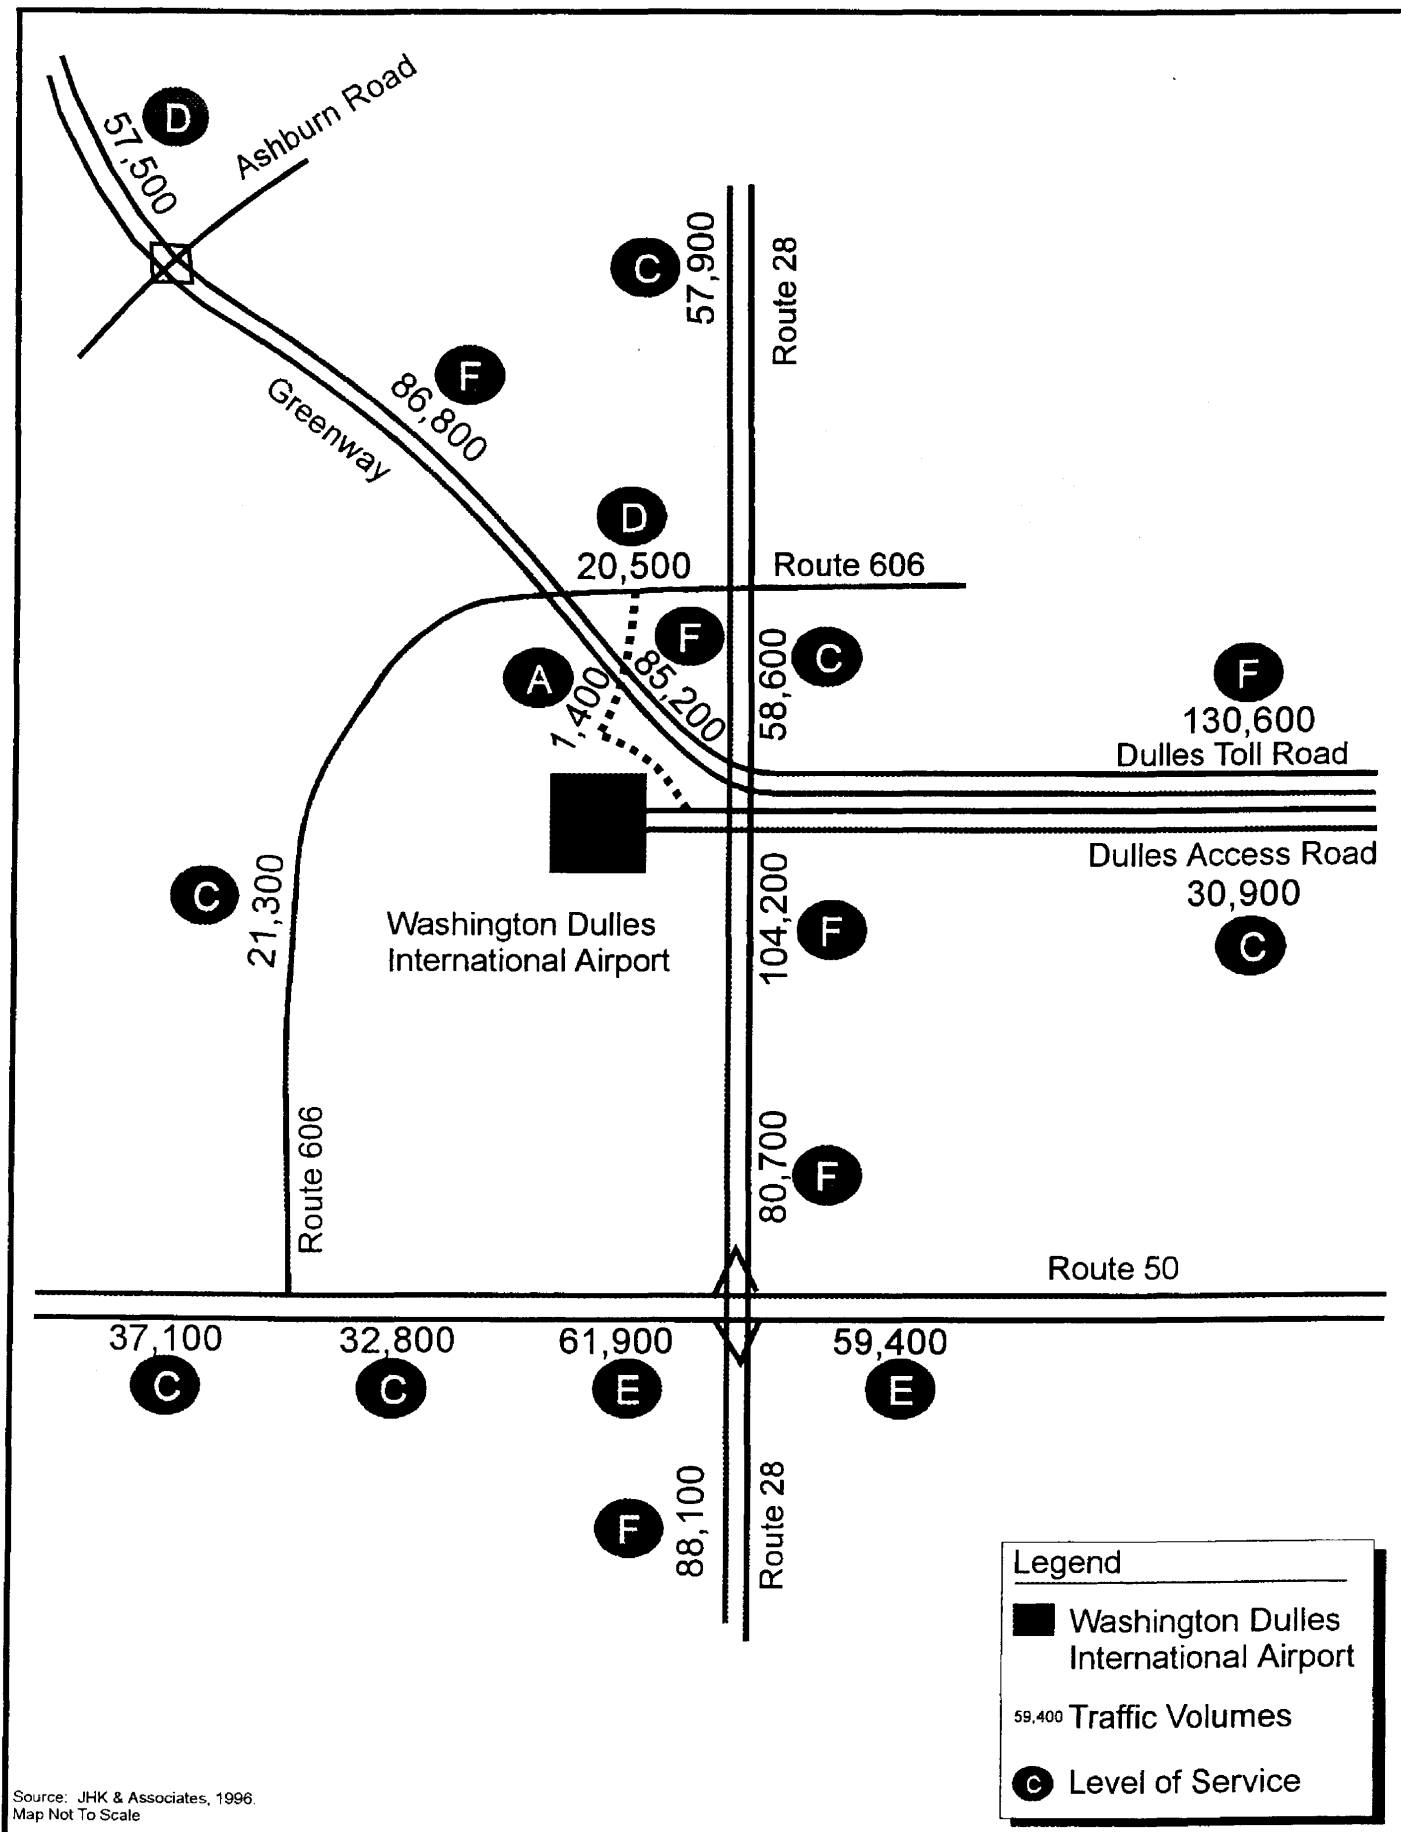 D
57,500
Ashburn Road
C
57,900
Route 28
F
86,800
Greenway
D
20,500
Route 606
F
85,200
A
1,400
58,600
C
F
130,600
Dulles Toll Road
Dulles Access Road
30,900
C
C
21,300
Washington Dulles
International Airport
104,200
F
Route 606
80,700
F
Route 50
37,100
C
32,800
C
61,900
E
59,400
E
F
88,100
Route 28
Legend
Washington Dulles
International Airport
59,400 Traffic Volumes
C Level of Service
Source: JHK & Associates, 1996.
Map Not To Scale